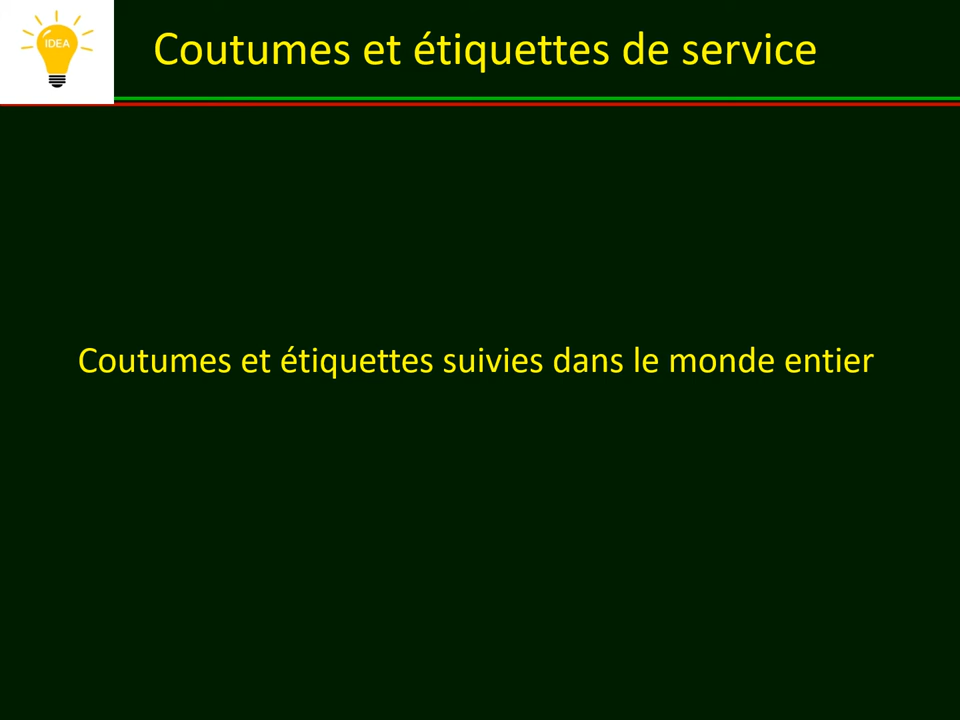 IDEA
Coutumes et étiquettes de service
Coutumes et étiquettes suivies dans le monde entier